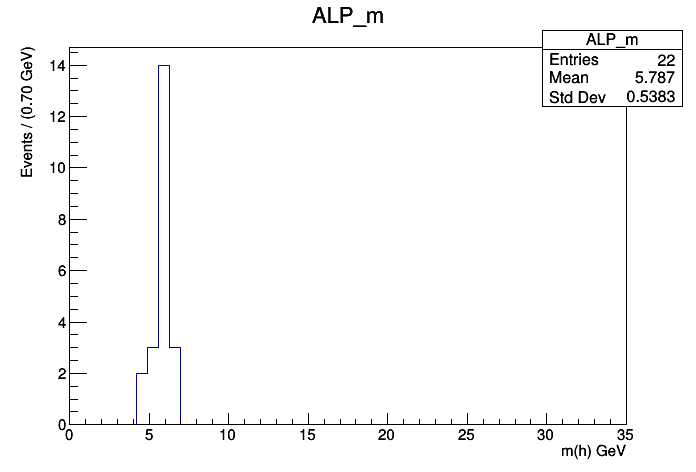 ALP_m
ALP_m
Entries 22
Mean 5.787
Std Dev 0.5383
Events / (0.70 GeV)
14
12
10
8
6
4
2
0
0 5 10 15 20 25 30 35
m(h) GeV